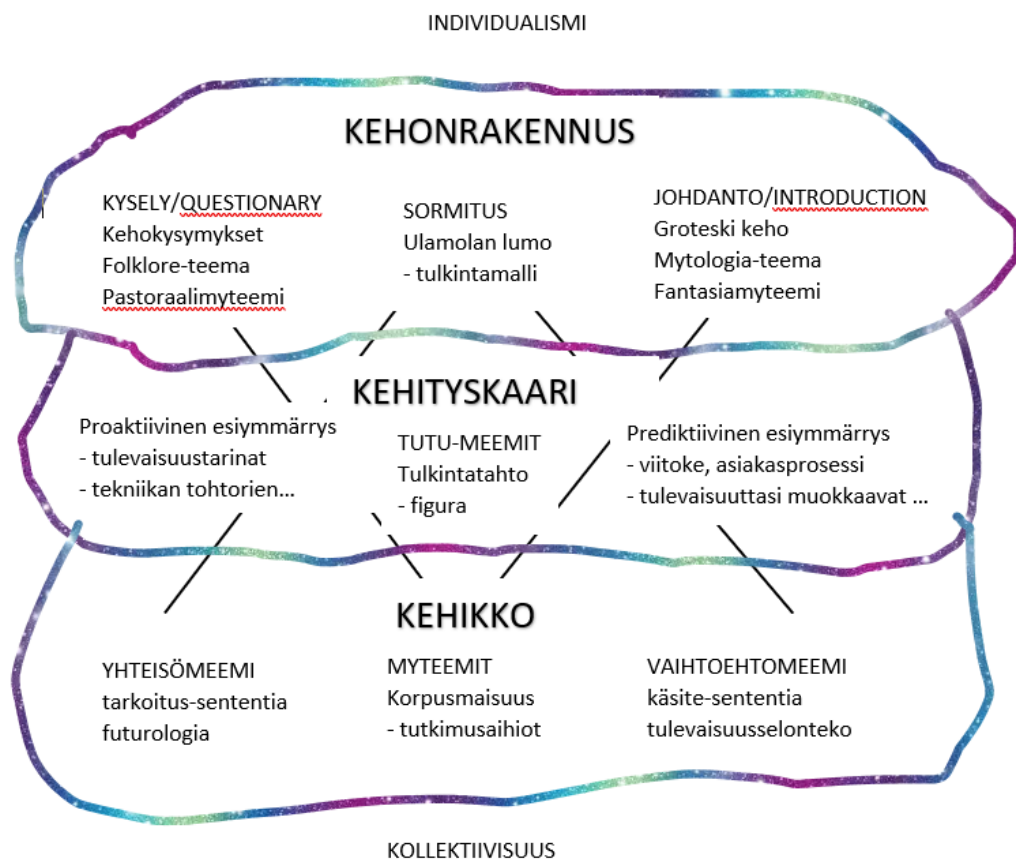 INDIVIDUALISMI
KEHONRAKENNUS
KYSELY/QUESTIONARY
Kehokysymykset
Folklore-teema
Pastoraalimyteemi
SORMITUS
Ulamolan lumo
- tulkintamalli
JOHDANTO/INTRODUCTION
Groteski keho
Mytologia-teema
Fantasiamyteemi
KEHITYSKAARI
Proaktiivinen esiymmärrys
- tulevaisuustarinat
- tekniikan tohtorien…
TUTU-MEEMIT
Tulkintatahto
- figura
Prediktiivinen esiymmärrys
- viitoke, asiakasprosessi
- tulevaisuuttasi muokkaavat …
KEHIKKO
YHTEISÖMEEMI
tarkoitus-sententia
futurologia
MYTEEMIT
Korpusmaisuus
- tutkimusaihiot
VAIHTOEHTOMEEMI
käsite-sententia
tulevaisuusselonteko
KOLLEKTIIVISUUS